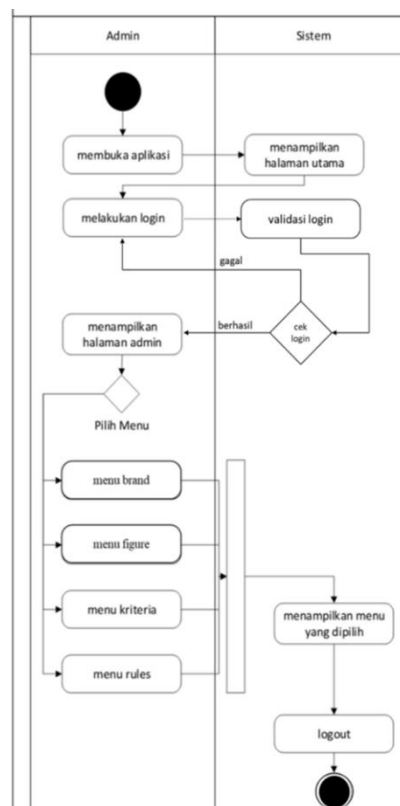 Admin
Sistem
membuka aplikasi
menampilkan
halaman utama
melakukan login
validasi login
gagal
menampilkan
halaman admin
berhasil
cek
login
Pilih Menu
menu brand
menu figure
menu kriteria
menampilkan menu
yang dipilih
menu rules
logout